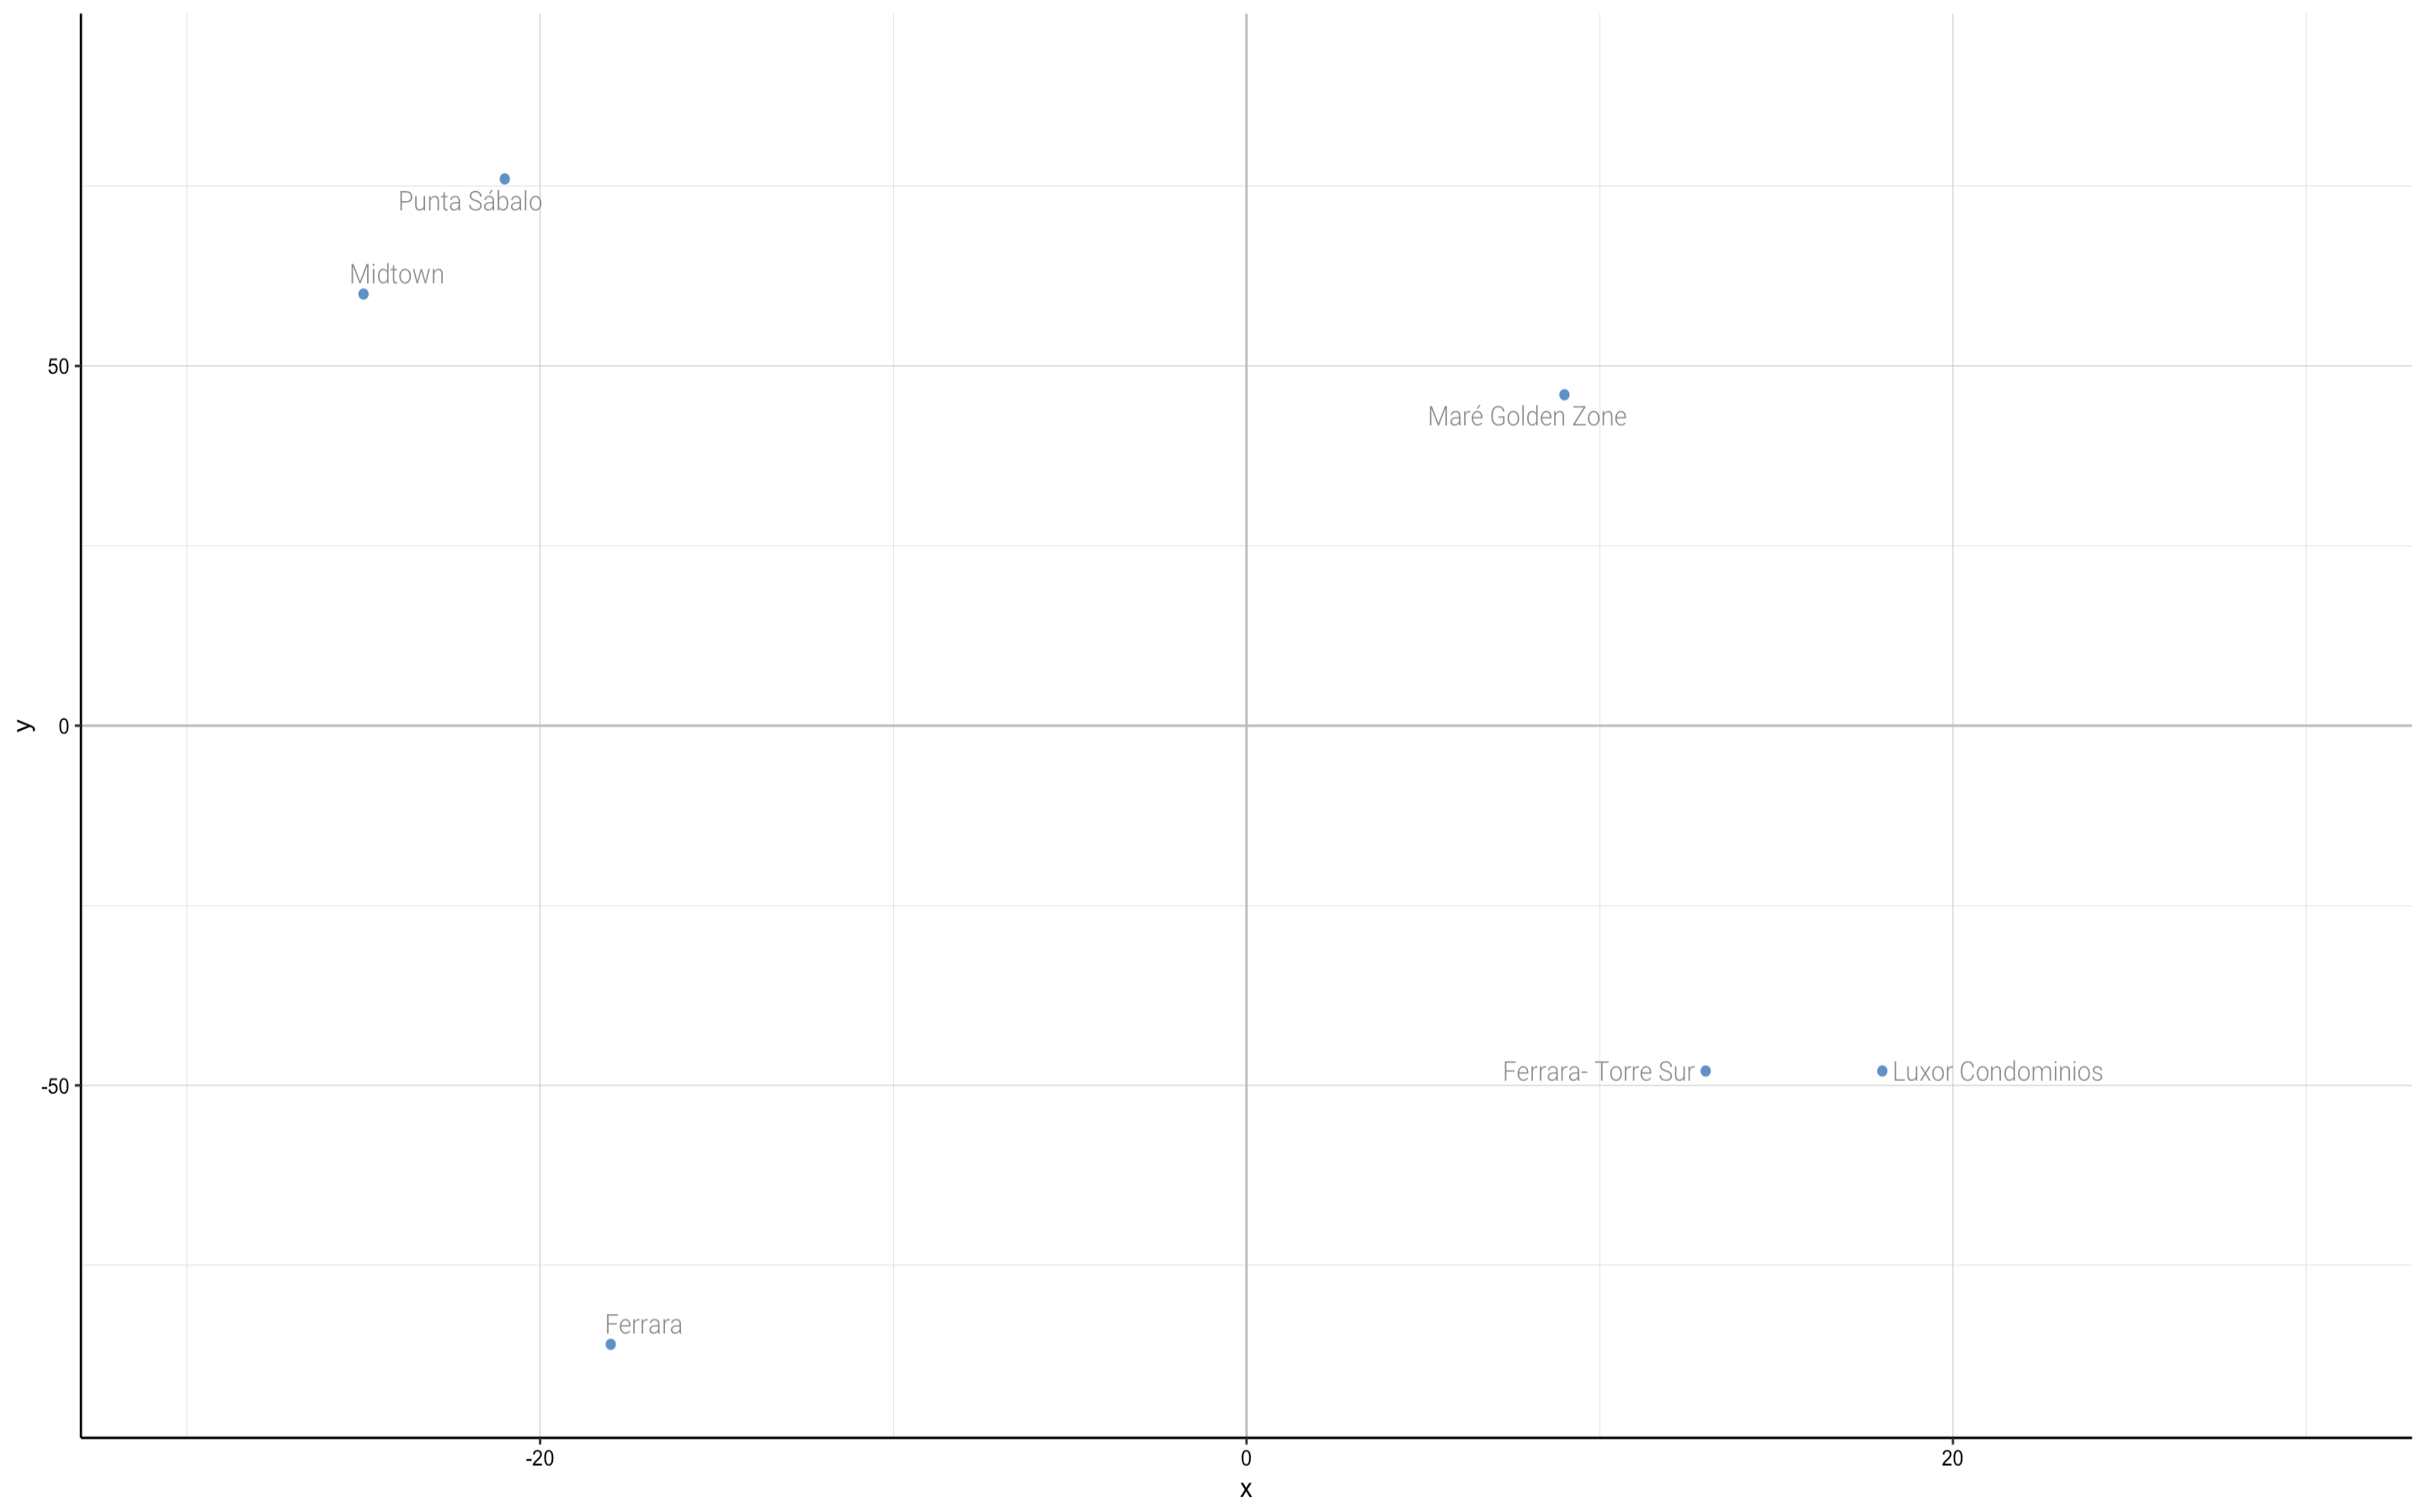 Punta Sábalo
Midtown
50
Maré Golden Zone
y
0
Ferrara- Torre Sur
Luxor Condominios
-50
Ferrara
-20
0
20
x